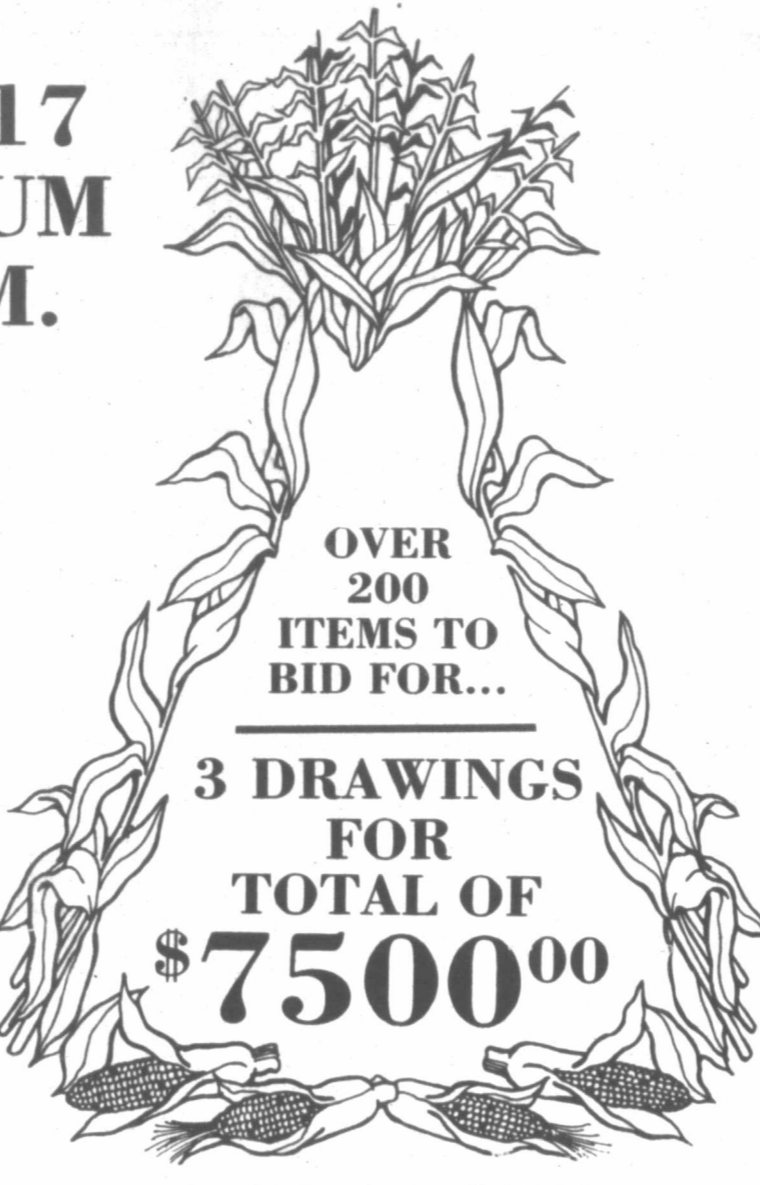 17
UM
M.
OVER
200
ITEMS TO
BID FOR...
3 DRAWINGS
FOR
TOTAL OF
$7500⁰⁰